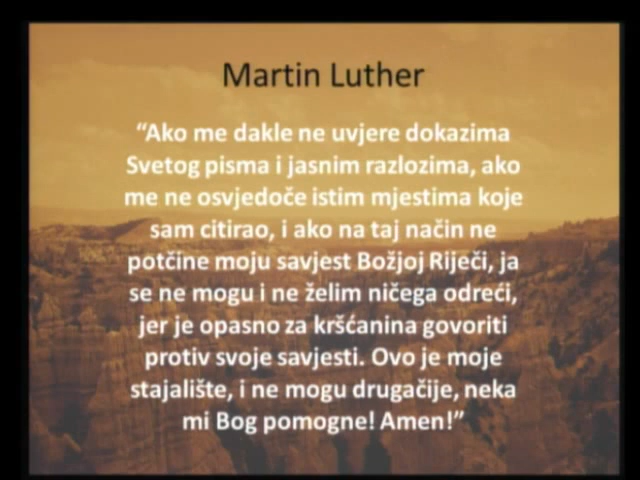 Martin Luther
“Ako me dakle ne uvjere dokazima
Svetog pisma i jasnim razlozima, ako
me ne osvjedoče istim mjestima koje
sam citirao, i ako na taj način ne
potčine moju savjest Božjoj Riječi, ja
se ne mogu i ne želim ničega odreći,
jer je opasno za kršćanina govoriti
protiv svoje savjesti. Ovo je moje
stajalište, i ne mogu drugačije, neka
mi Bog pomogne! Amen!”